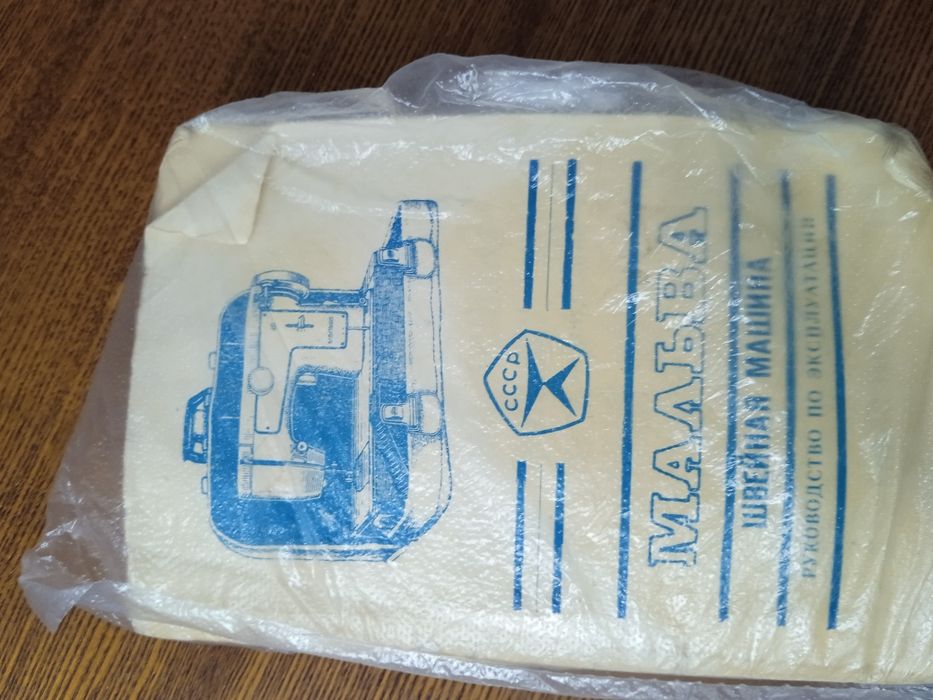 СССР
МАЛЬВА
ШВЕЙНАЯ МАШИНА
РУКОВОДСТВО ПО ЭКСПЛУАТАЦИИ